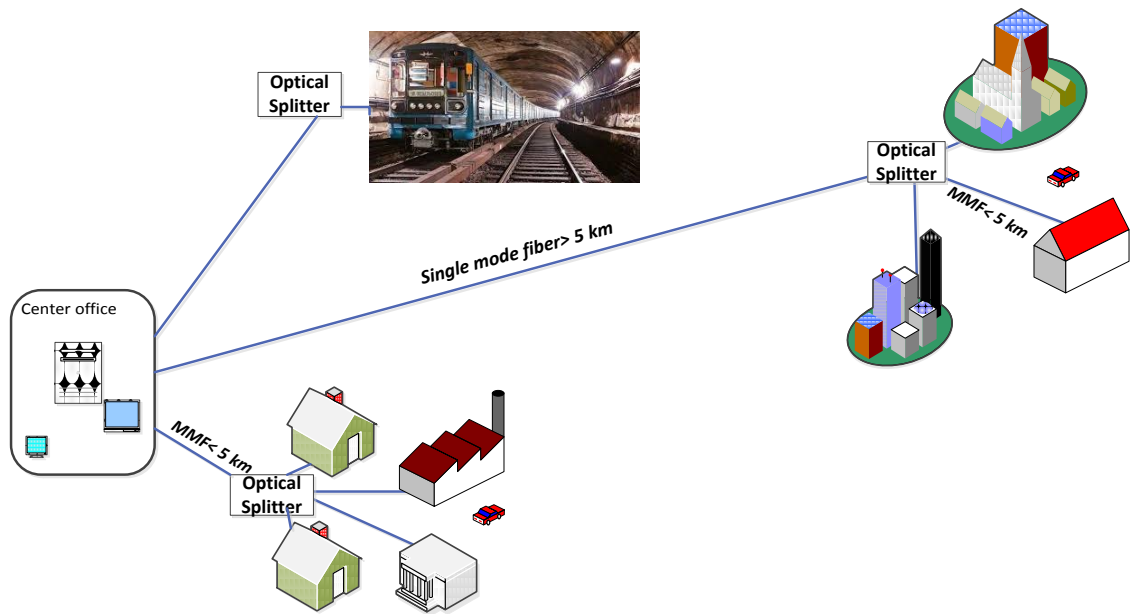 Optical
Splitter
Optical
Splitter
MMF< 5 km
Single mode fiber> 5 km
Center office
MMF< 5 km
Optical
Splitter